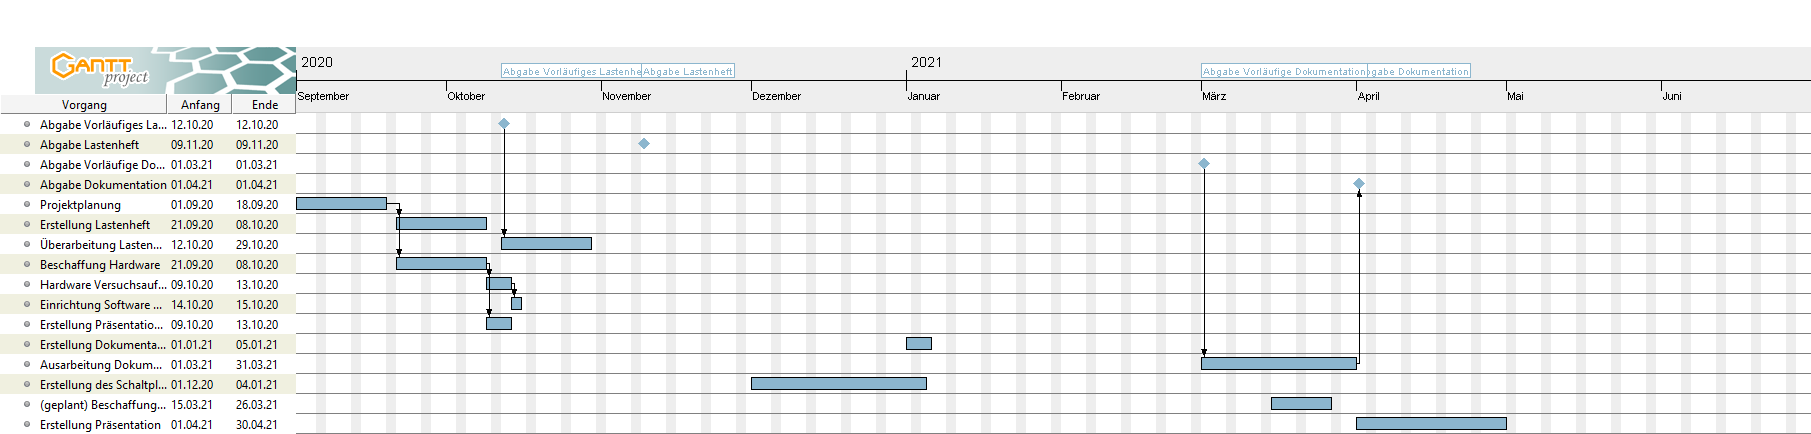 GANTT
project
2020
2021
Abgabe Vorläufiges Lastenhe
Abgabe Lastenheft
Abgabe Vorläufige Dokumentation
gabe Dokumentation
Vorgang Anfang Ende
September Oktober November Dezember Januar Februar März April Mai Juni
Abgabe Vorläufiges La... 12.10.20 12.10.20
Abgabe Lastenheft 09.11.20 09.11.20
Abgabe Vorläufige Do... 01.03.21 01.03.21
Abgabe Dokumentation 01.04.21 01.04.21
Projektplanung 01.09.20 18.09.20
Erstellung Lastenheft 21.09.20 08.10.20
Überarbeitung Lasten... 12.10.20 29.10.20
Beschaffung Hardware 21.09.20 08.10.20
Hardware Versuchsauf... 09.10.20 13.10.20
Einrichtung Software ... 14.10.20 15.10.20
Erstellung Präsentatio... 09.10.20 13.10.20
Erstellung Dokumenta... 01.01.21 05.01.21
Ausarbeitung Dokum... 01.03.21 31.03.21
Erstellung des Schaltpl... 01.12.20 04.01.21
(geplant) Beschaffung... 15.03.21 26.03.21
Erstellung Präsentation 01.04.21 30.04.21